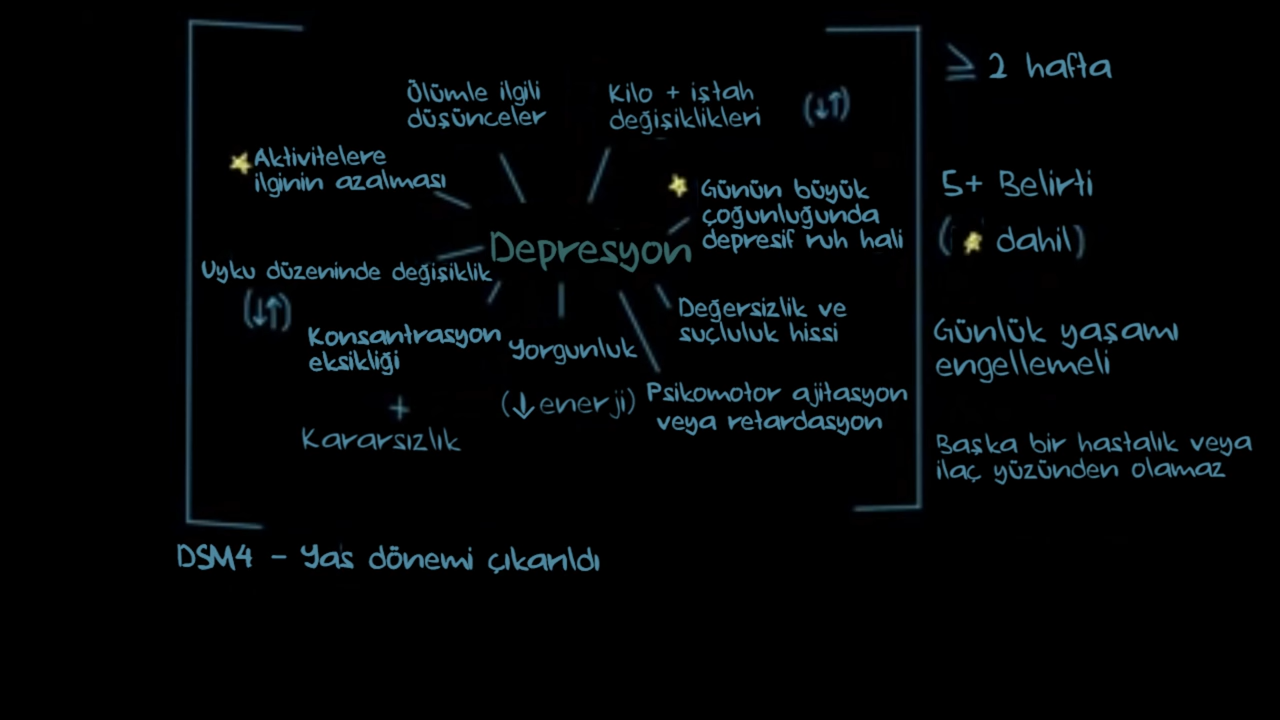 Ölümle ilgili
düşünceler
Kilo + iştah
değişiklikleri
(↓↑)
≥ 2 hafta
Aktivitelere
ilginin azalması
Günün büyük
çoğunluğunda
depresif ruh hali
5+ Belirti
(⭐ dahil)
Depresyon
Uyku düzeninde değişiklik
(↓↑)
Değersizlik ve
suçluluk hissi
Konsantrasyon
eksikliği
+
Kararsızlık
Yorgunluk
(↓enerji)
Psikomotor ajitasyon
veya retardasyon
Günlük yaşamı
engellemeli
Başka bir hastalık veya
ilaç yüzünden olamaz
DSM4 - Yas dönemi çıkarıldı